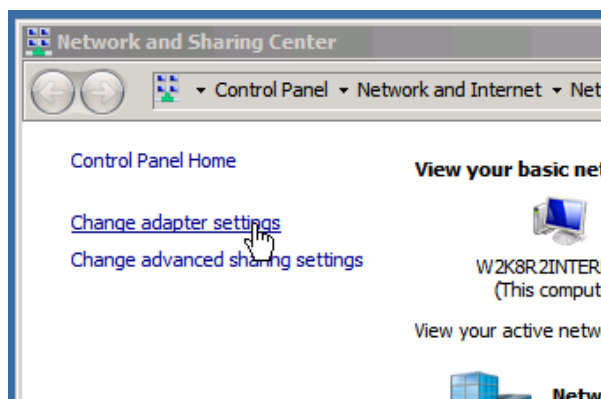 Network and Sharing Center
Control Panel Network and Internet Net
Control Panel Home
Change adapter settings
Change advanced sharing settings
View your basic net
W2K8R2INTER
(This comput
View your active netw
Netw